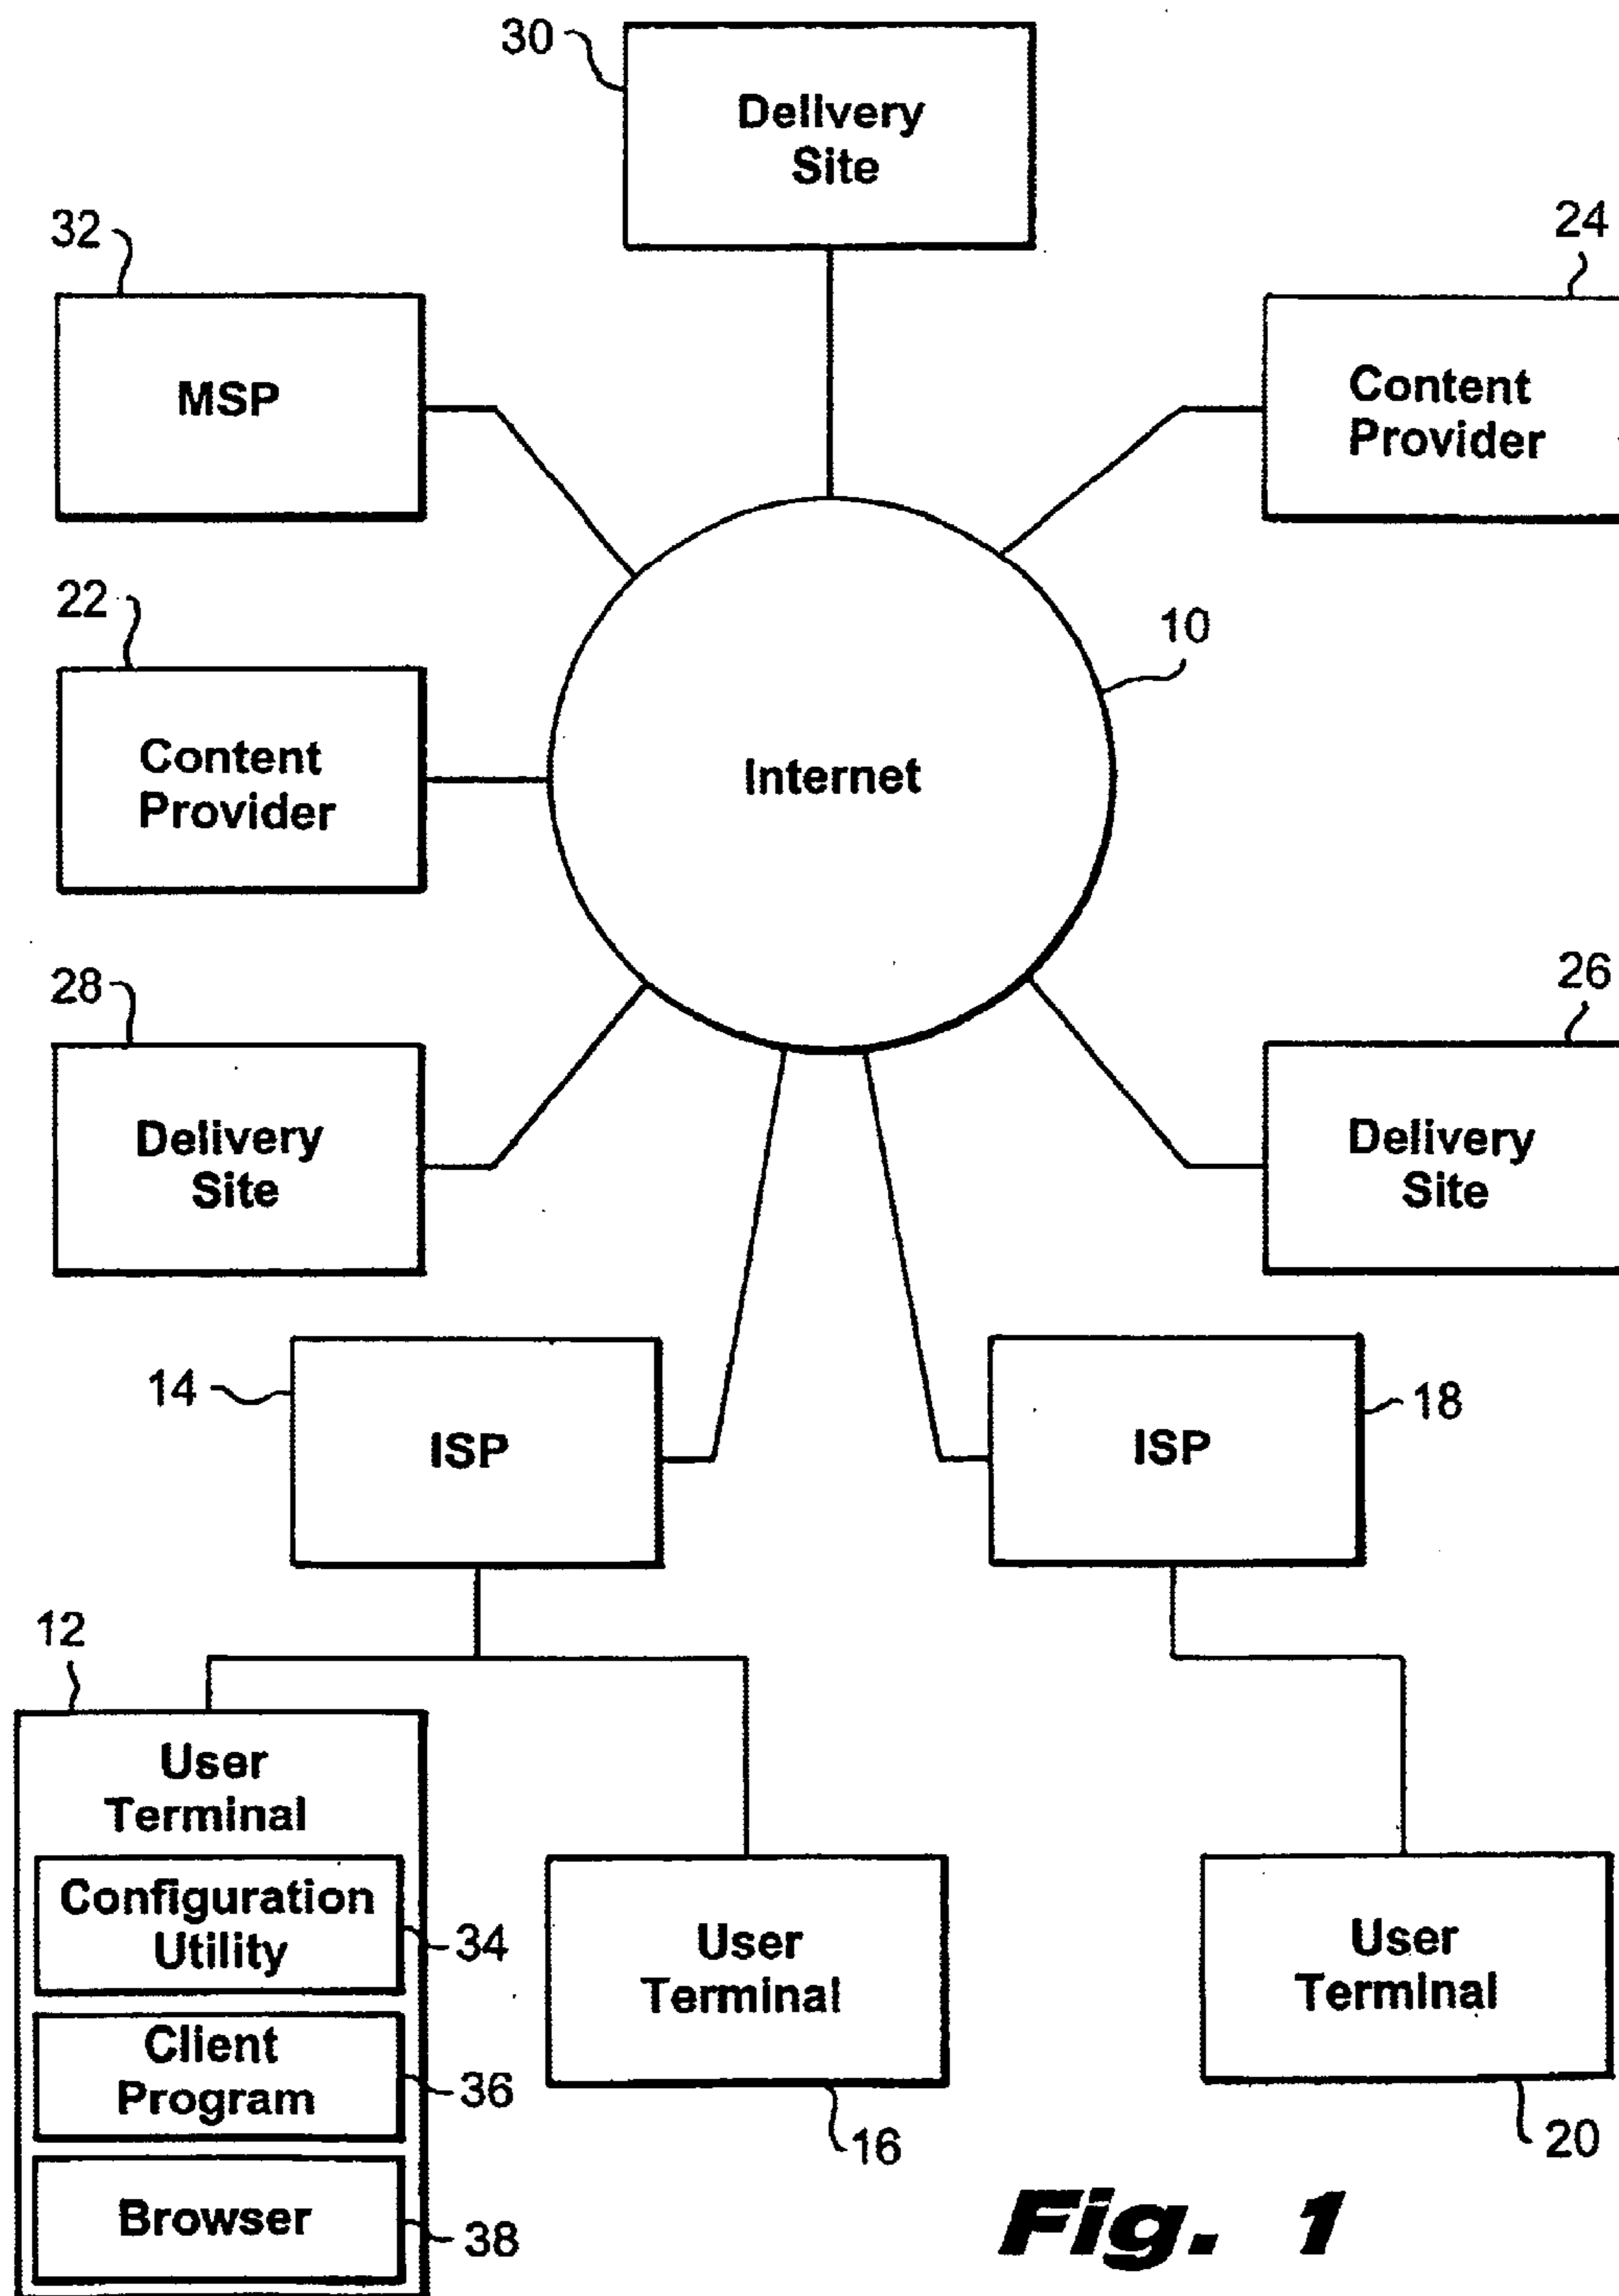 30
Delivery
Site
32
MSP
24
Content
Provider
22
Content
Provider
10
Internet
28
Delivery
Site
26
Delivery
Site
14
ISP
18
ISP
12
User
Terminal
Configuration
Utility
34
Client
Program
36
Browser
38
User
Terminal
16
User
Terminal
20
Fig. 1